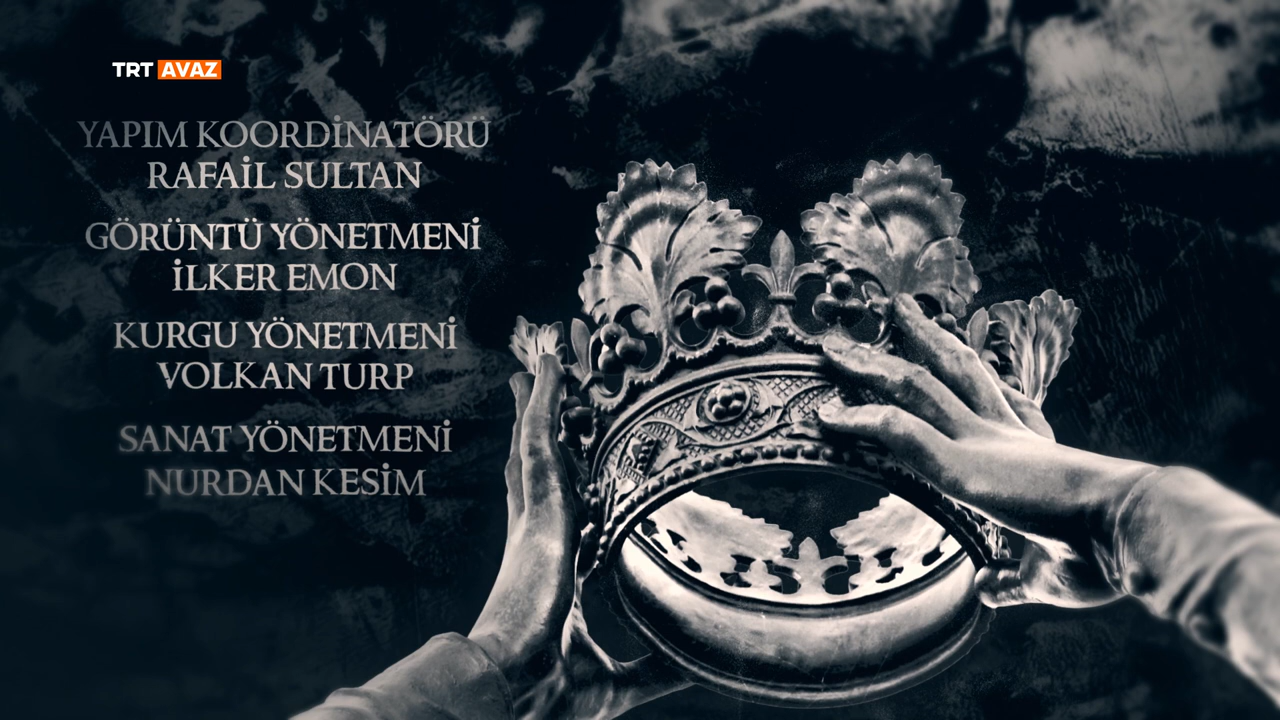 TRT AVAZ
YAPIM KOORDİNATÖRÜ
RAFAİL SULTAN
GÖRÜNTÜ YÖNETMENİ
İLKER EMON
KURGU YÖNETMENİ
VOLKAN TURP
SANAT YÖNETMENİ
NURDAN KESİM